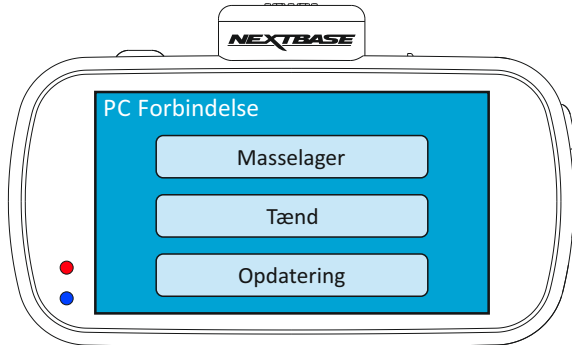 NEXTBASE
PC Forbindelse
Masselager
Tænd
Opdatering